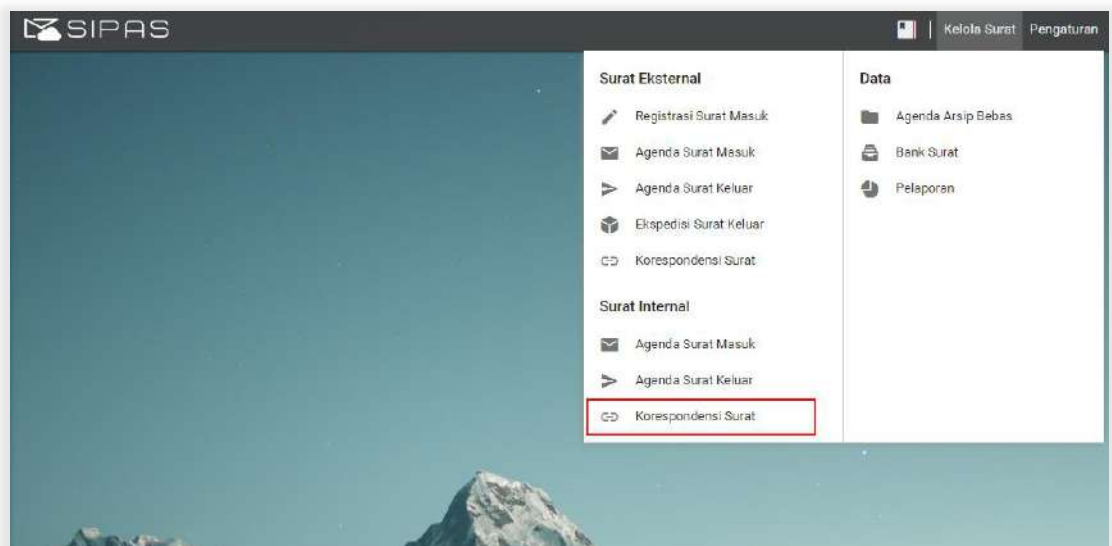 SIPAS
Kelola Surat
Pengaturan
Surat Eksternal
Registrasi Surat Masuk
Agenda Surat Masuk
Agenda Surat Keluar
Ekspedisi Surat Keluar
Korespondensi Surat
Surat Internal
Agenda Surat Masuk
Agenda Surat Keluar
Korespondensi Surat
Data
Agenda Arsip Bebas
Bank Surat
Pelaporan